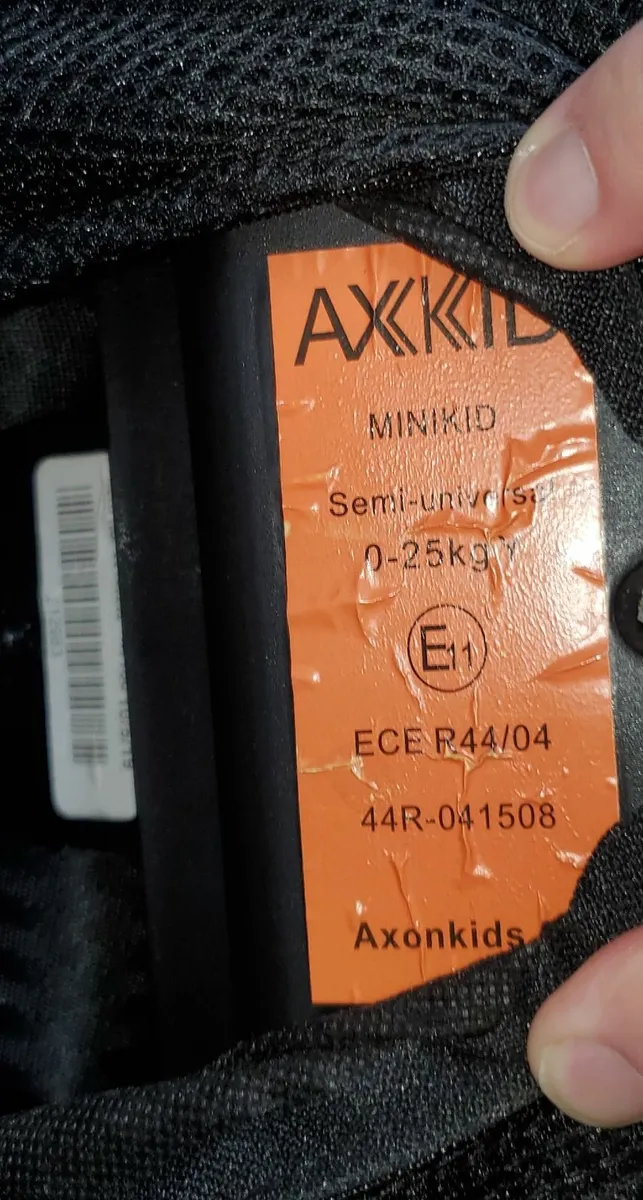 AXKID
MINIKID
Semi-universal
0-25kg Y
E11
ECE R44/04
44R-041508
Axonkids